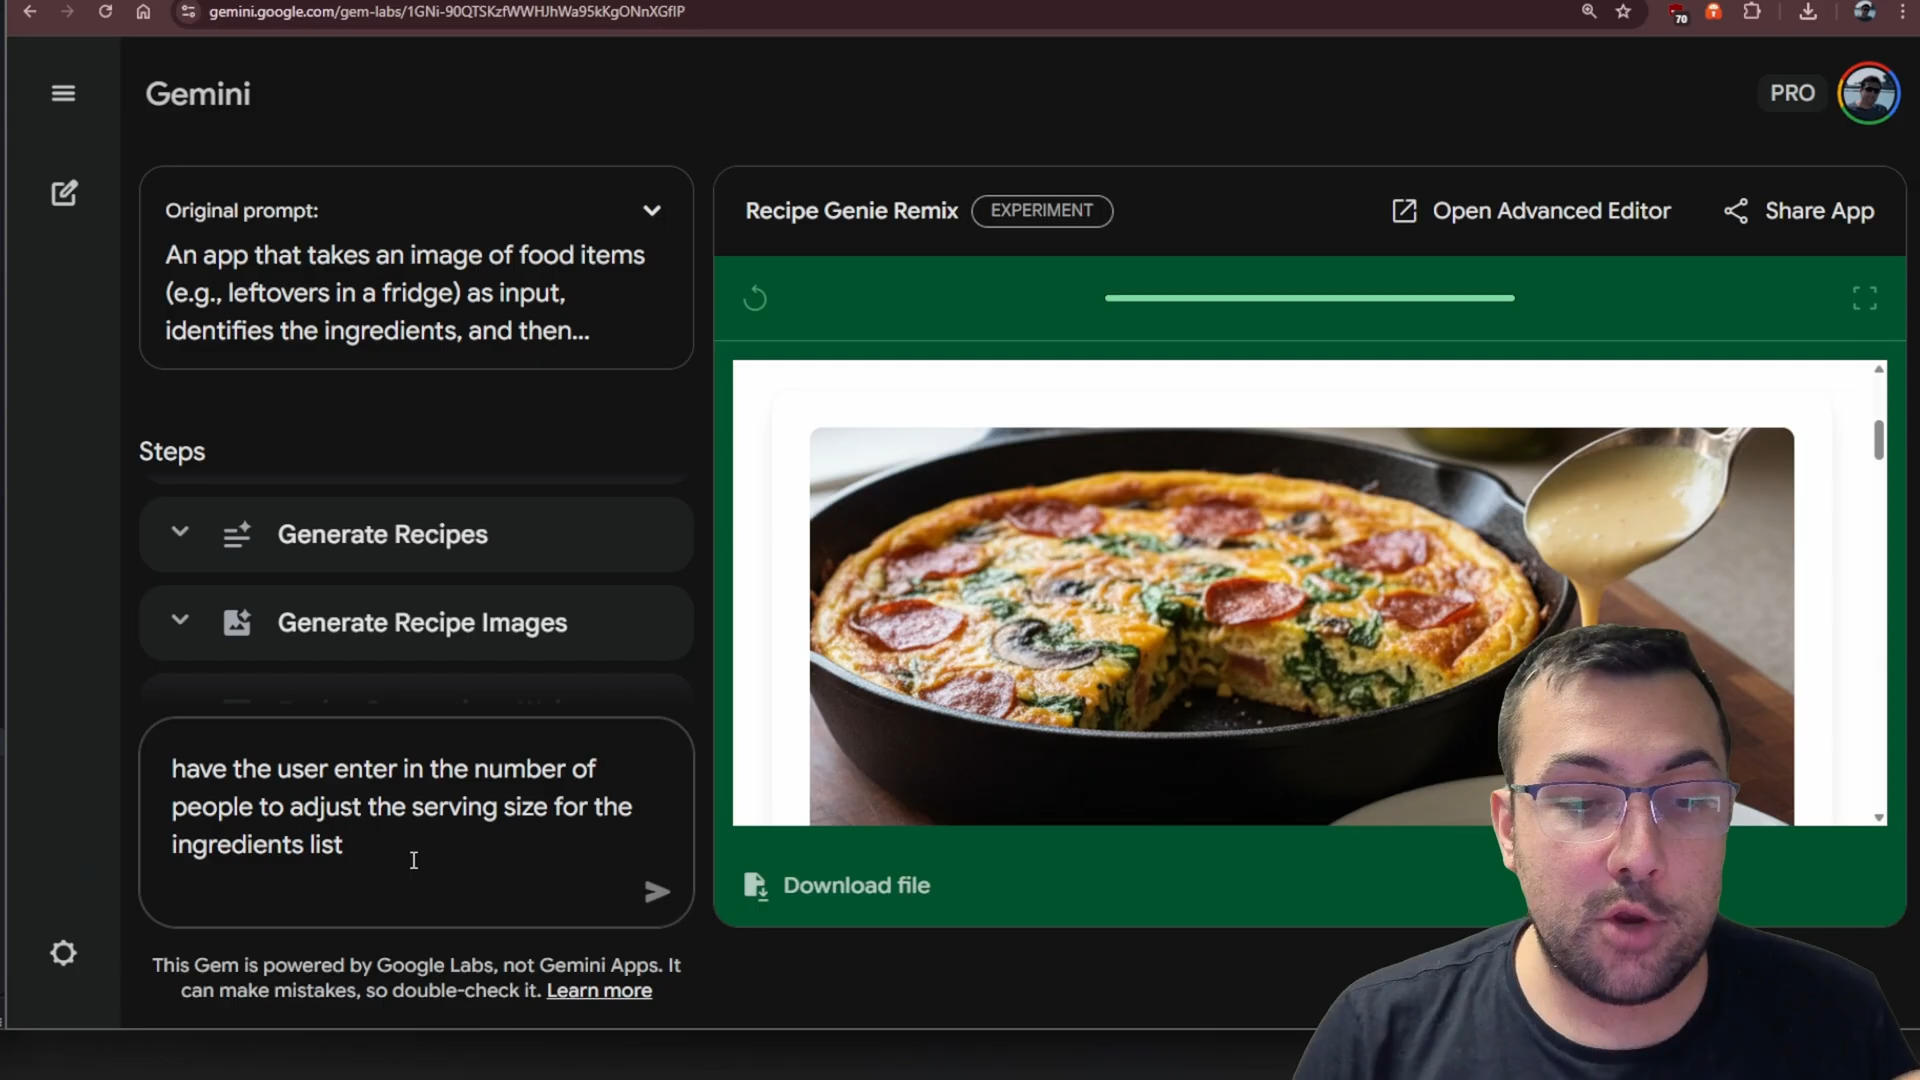 gemini.google.com/gem-labs/1GNi-90QTSKzfWWHJhWa95kKgONnXGfIP
70
Gemini
PRO
Original prompt:
An app that takes an image of food items
(e.g., leftovers in a fridge) as input,
identifies the ingredients, and then...
Steps
Generate Recipes
Generate Recipe Images
have the user enter in the number of
people to adjust the serving size for the
ingredients list
This Gem is powered by Google Labs, not Gemini Apps. It
can make mistakes, so double-check it. Learn more
Recipe Genie Remix
EXPERIMENT
Open Advanced Editor
Share App
Download file